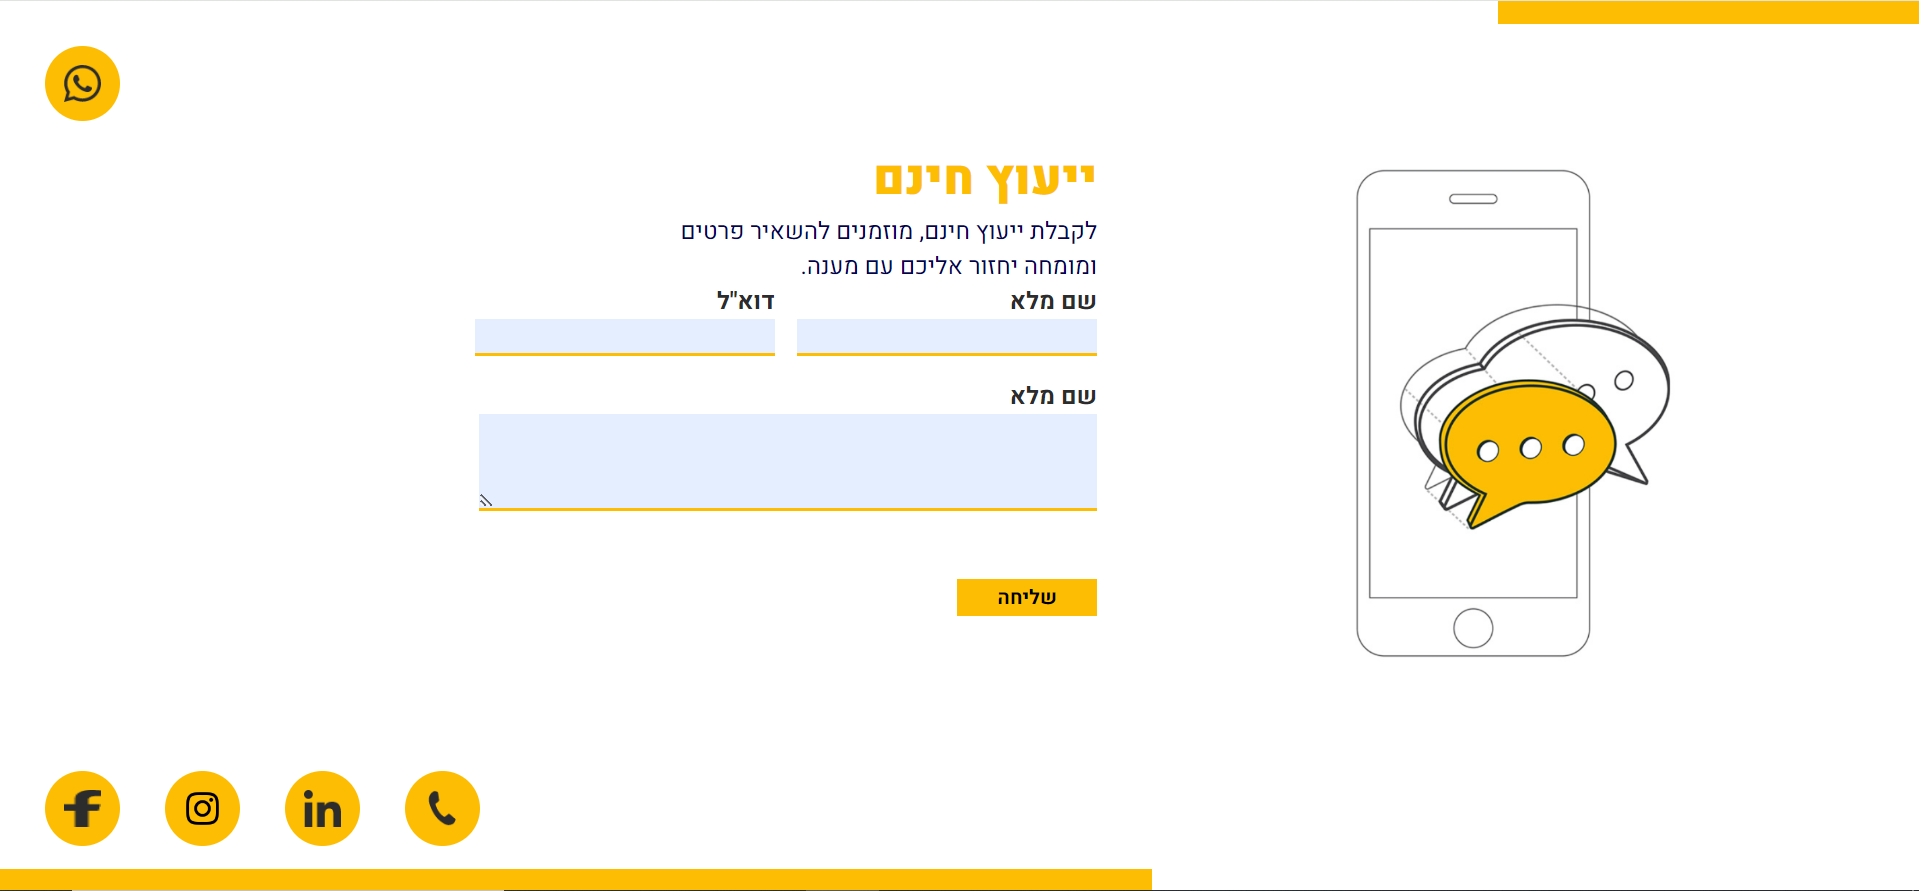 ייעוץ חינם
לקבלת ייעוץ חינם, מוזמנים להשאיר פרטים
ומומחה יחזור אליכם עם מענה.
שם מלא
דוא"ל
שם מלא
שליחה